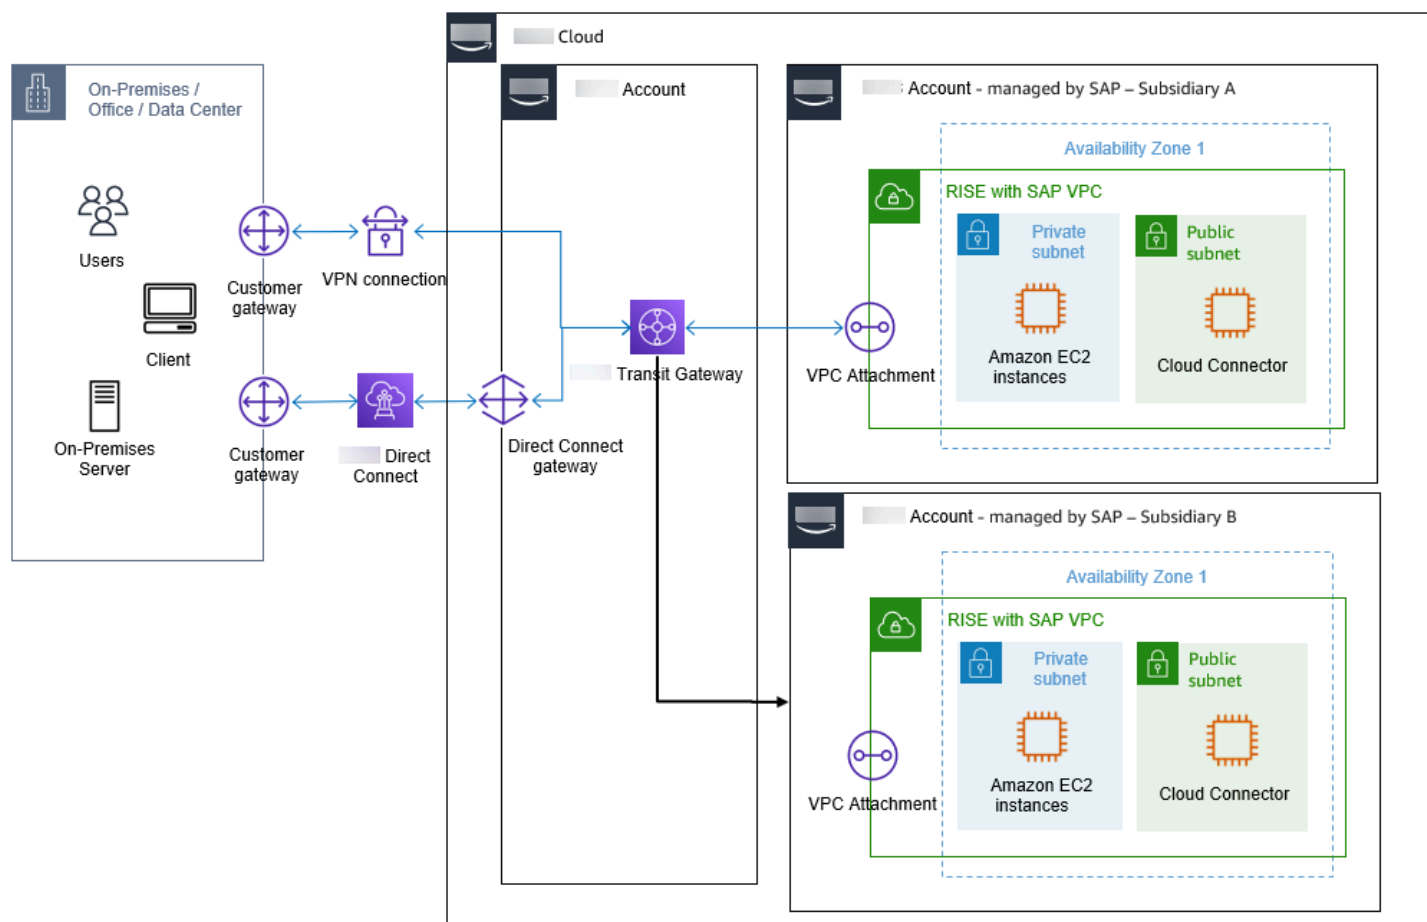 Cloud
On-Premises /
Office / Data Center
Account
Account - managed by SAP – Subsidiary A
Availability Zone 1
RISE with SAP VPC
Private
subnet
Public
subnet
Users
VPN connection
Customer
gateway
Client
Transit Gateway
VPC Attachment
Amazon EC2
instances
Cloud Connector
On-Premises
Server
Customer
gateway
Direct
Connect
Direct Connect
gateway
Account - managed by SAP – Subsidiary B
Availability Zone 1
RISE with SAP VPC
Private
subnet
Public
subnet
Amazon EC2
instances
Cloud Connector
VPC Attachment